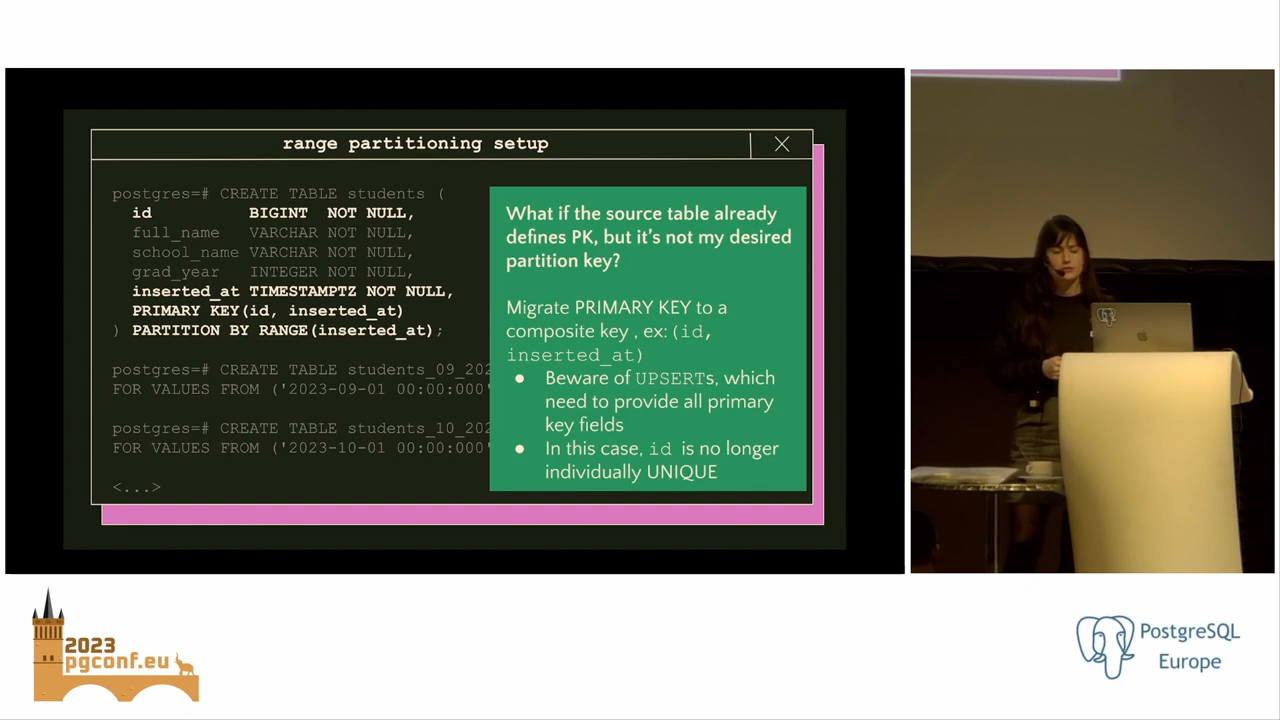 range partitioning setup
postgres=# CREATE TABLE students (
id BIGINT NOT NULL,
full_name VARCHAR NOT NULL,
school_name VARCHAR NOT NULL,
grad_year INTEGER NOT NULL,
inserted_at TIMESTAMPTZ NOT NULL,
PRIMARY KEY(id, inserted_at)
) PARTITION BY RANGE(inserted_at);
postgres=# CREATE TABLE students_09_202
FOR VALUES FROM ('2023-09-01 00:00:000'
postgres=# CREATE TABLE students_10_202
FOR VALUES FROM ('2023-10-01 00:00:000'
<...>
What if the source table already
defines PK, but it's not my desired
partition key?
Migrate PRIMARY KEY to a
composite key , ex: (id,
inserted_at)
● Beware of UPSERTs, which
need to provide all primary
key fields
● In this case, id is no longer
individually UNIQUE
2023
pgconf.eu
PostgreSQL
Europe